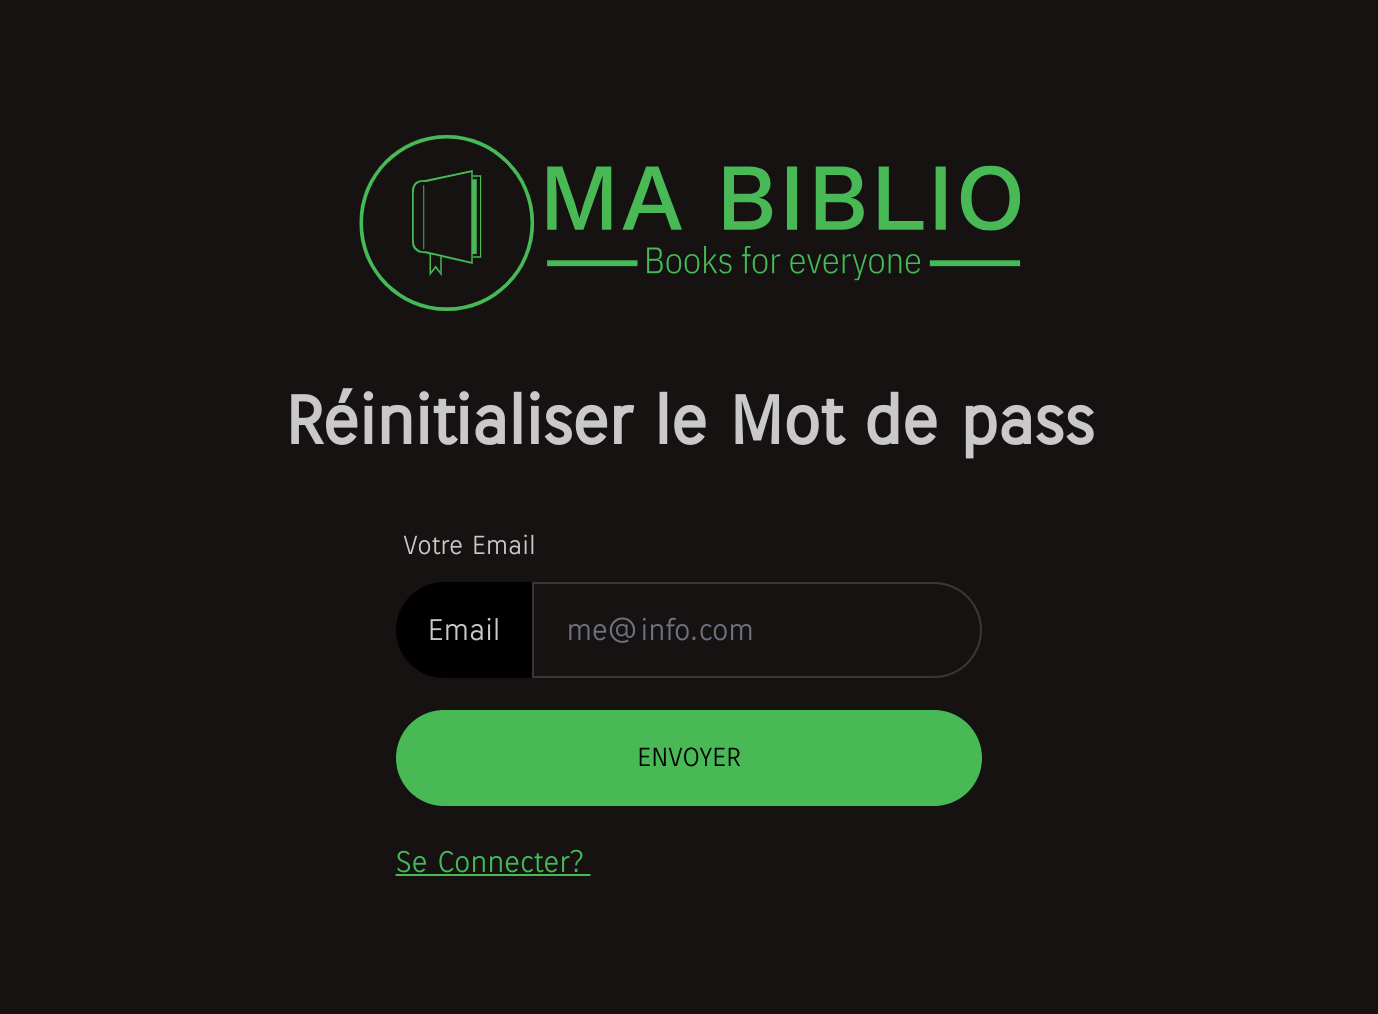 MA BIBLIO
Books for everyone
Réinitialiser le Mot de pass
Votre Email
Email
me@info.com
ENVOYER
Se Connecter?